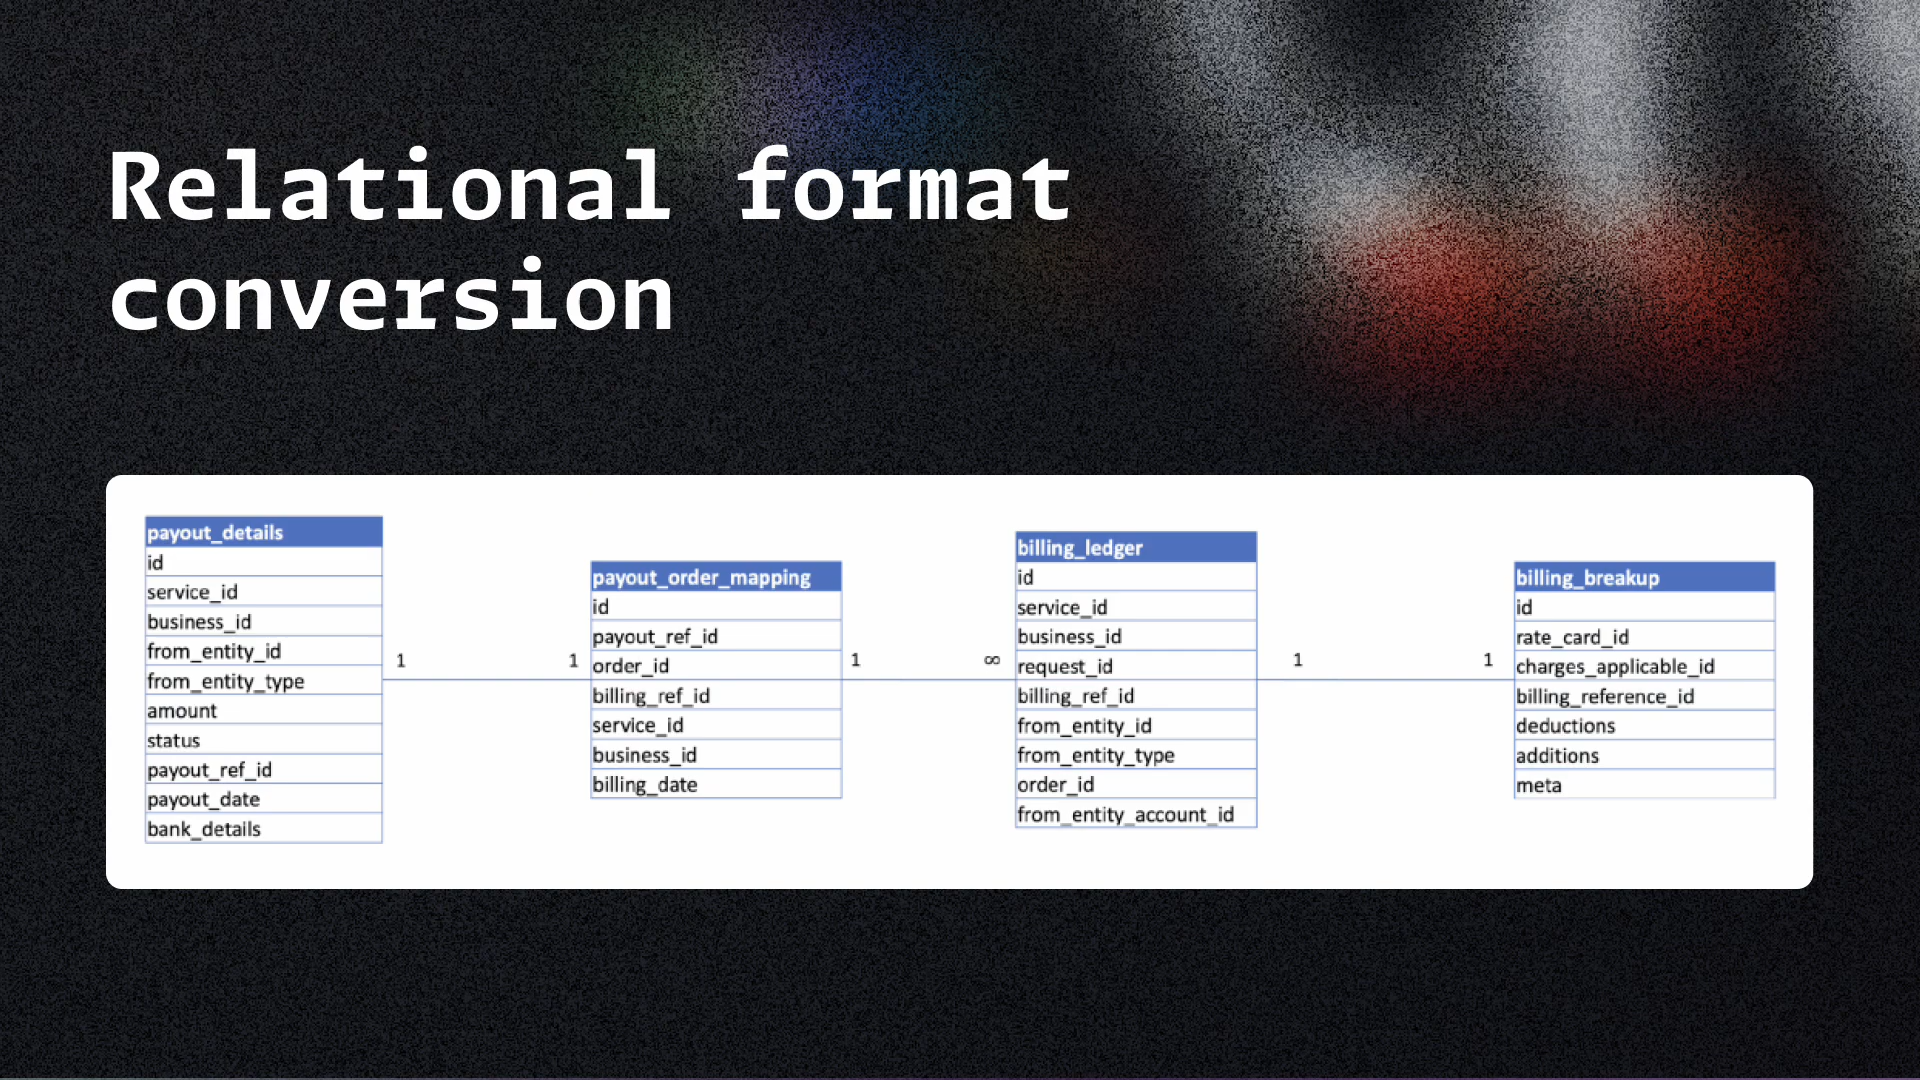 Relational format
conversion
payout_details
id
service_id
business_id
from_entity_id
from_entity_type
amount
status
payout_ref_id
payout_date
bank_details
1
1
payout_order_mapping
id
payout_ref_id
order_id
billing_ref_id
service_id
business_id
billing_date
1
∞
billing_ledger
id
service_id
business_id
request_id
billing_ref_id
from_entity_id
from_entity_type
order_id
from_entity_account_id
1
1
billing_breakup
id
rate_card_id
charges_applicable_id
billing_reference_id
deductions
additions
meta